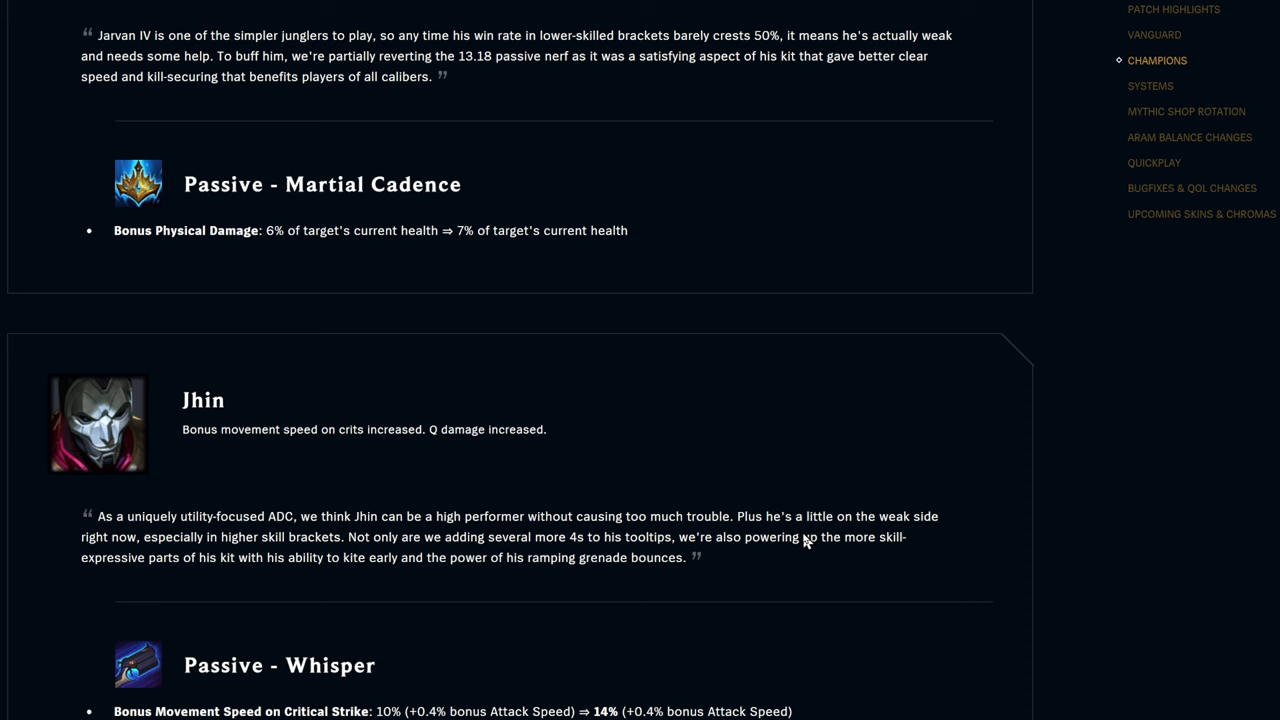 “ Jarvan IV is one of the simpler junglers to play, so any time his win rate in lower-skilled brackets barely crests 50%, it means he's actually weak
and needs some help. To buff him, we're partially reverting the 13.18 passive nerf as it was a satisfying aspect of his kit that gave better clear
speed and kill-securing that benefits players of all calibers. ”
Passive - Martial Cadence
• Bonus Physical Damage: 6% of target's current health ⇒ 7% of target's current health
Jhin
Bonus movement speed on crits increased. Q damage increased.
“ As a uniquely utility-focused ADC, we think Jhin can be a high performer without causing too much trouble. Plus he's a little on the weak side
right now, especially in higher skill brackets. Not only are we adding several more 4s to his tooltips, we're also powering up the more skill-
expressive parts of his kit with his ability to kite early and the power of his ramping grenade bounces. ”
Passive - Whisper
• Bonus Movement Speed on Critical Strike: 10% (+0.4% bonus Attack Speed) ⇒ 14% (+0.4% bonus Attack Speed)
PATCH HIGHLIGHTS
VANGUARD
CHAMPIONS
SYSTEMS
MYTHIC SHOP ROTATION
ARAM BALANCE CHANGES
QUICKPLAY
BUGFIXES & QOL CHANGES
UPCOMING SKINS & CHROMAS